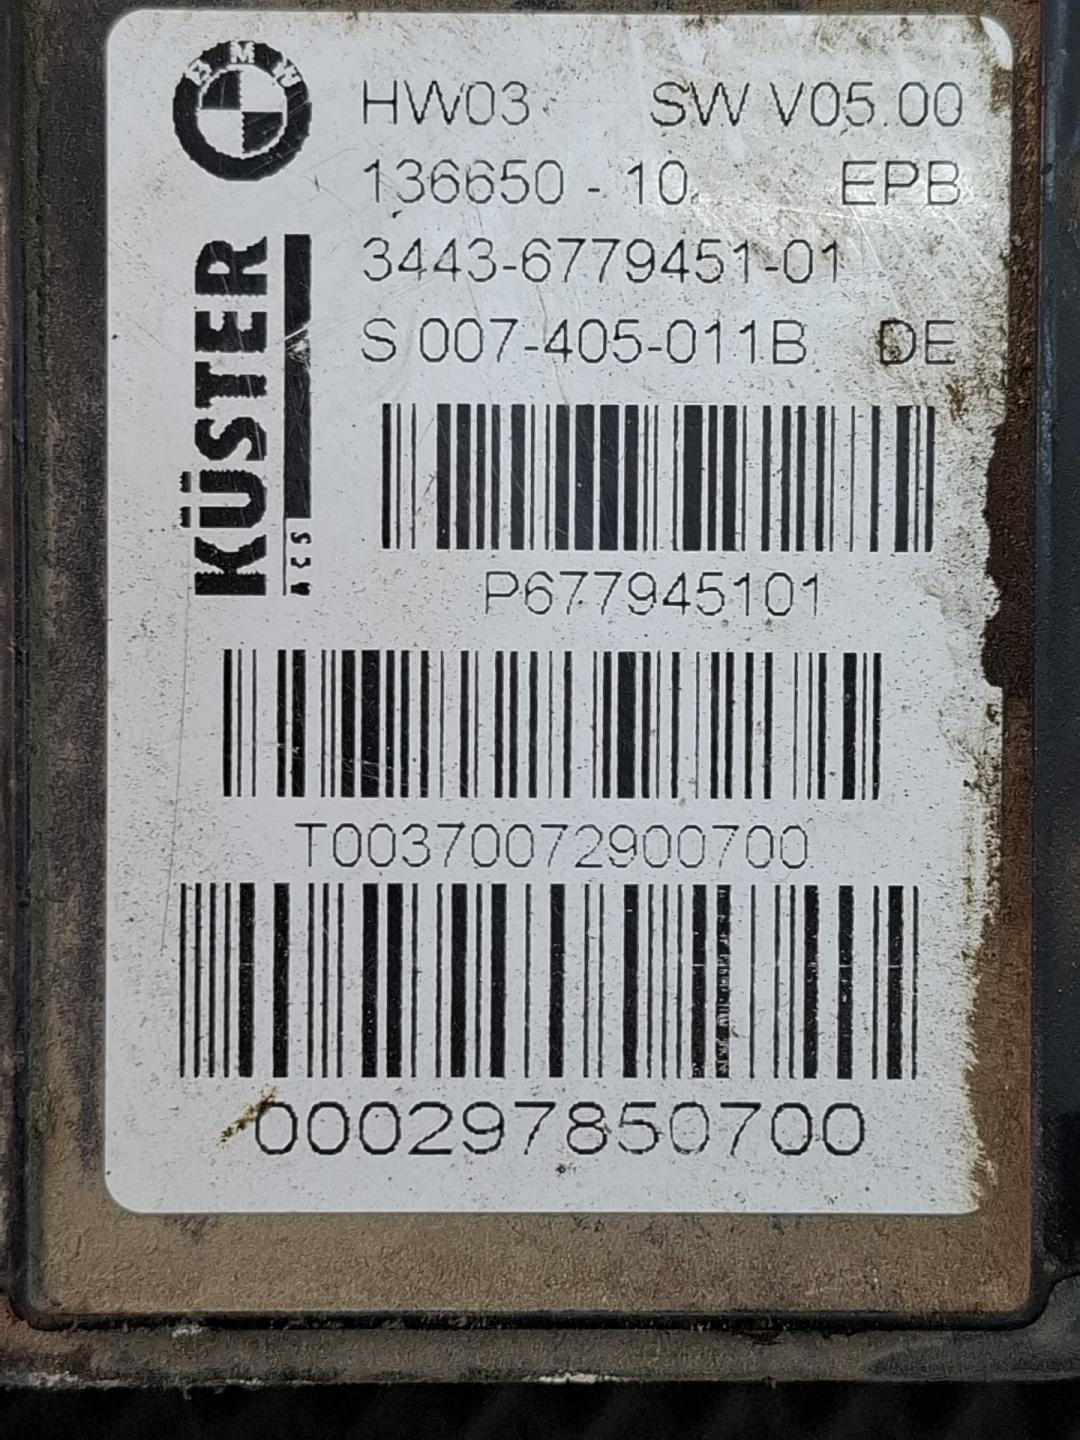 BMW
HW03 SW V05.00
136650 - 10 EPB
3443-6779451-01
S 007-405-011B DE
KÜSTER
ACS
P677945101
T00370072900700
000297850700